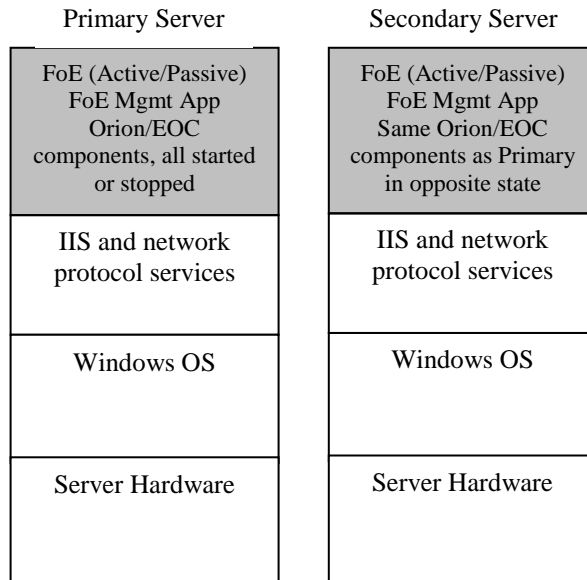 Primary Server
FoE (Active/Passive)
FoE Mgmt App
Orion/EOC
components, all started
or stopped
IIS and network
protocol services
Windows OS
Server Hardware
Secondary Server
FoE (Active/Passive)
FoE Mgmt App
Same Orion/EOC
components as Primary
in opposite state
IIS and network
protocol services
Windows OS
Server Hardware